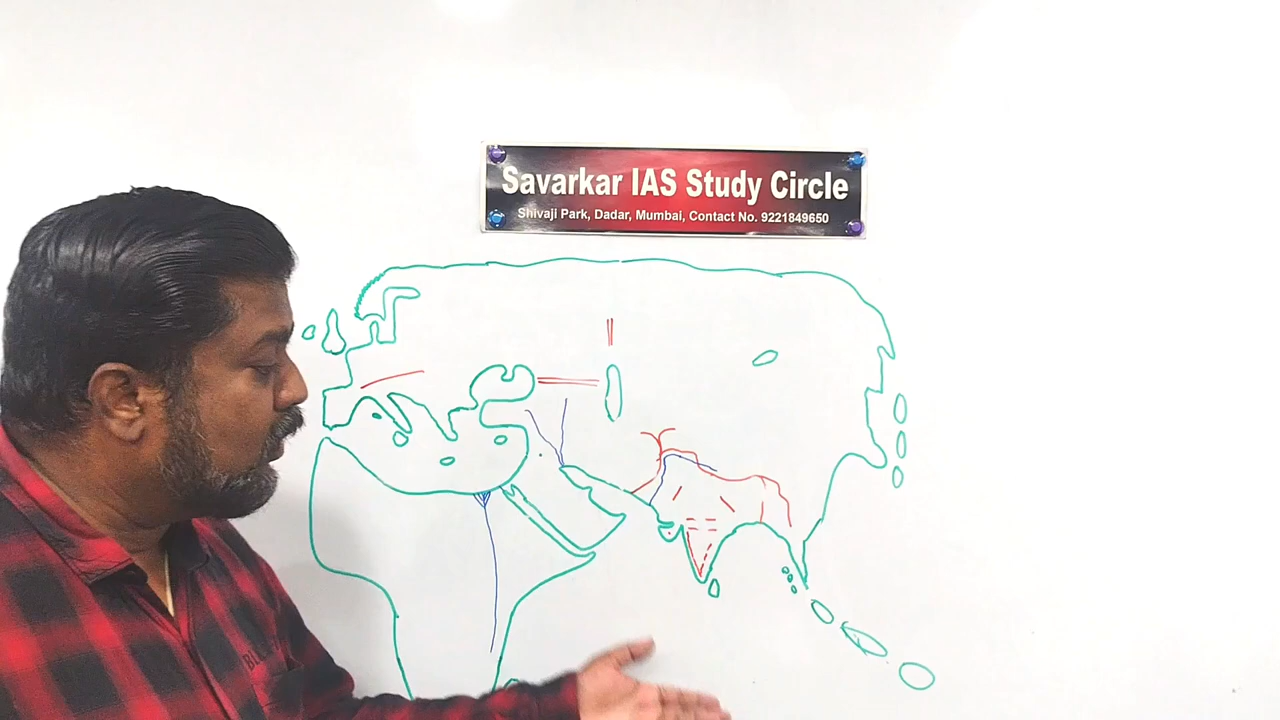 Savarkar IAS Study Circle
Shivaji Park, Dadar, Mumbai, Contact No. 9221849650